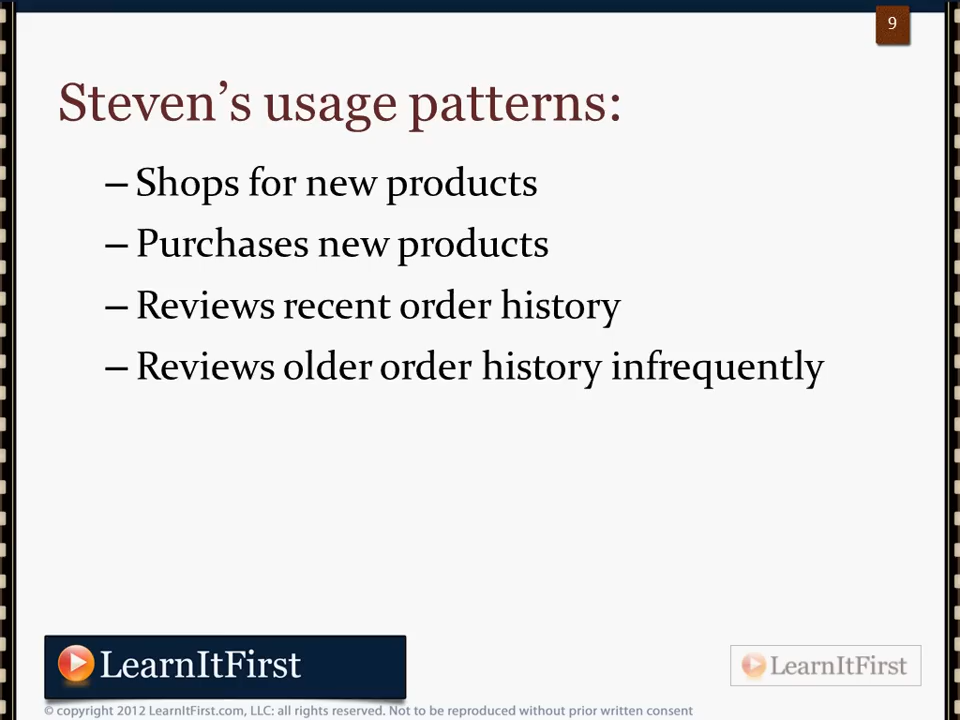 9
Steven’s usage patterns:
– Shops for new products
– Purchases new products
– Reviews recent order history
– Reviews older order history infrequently
LearnItFirst
LearnItFirst
© copyright 2012 LearnItFirst.com, LLC: all rights reserved. Not to be reproduced without prior written consent